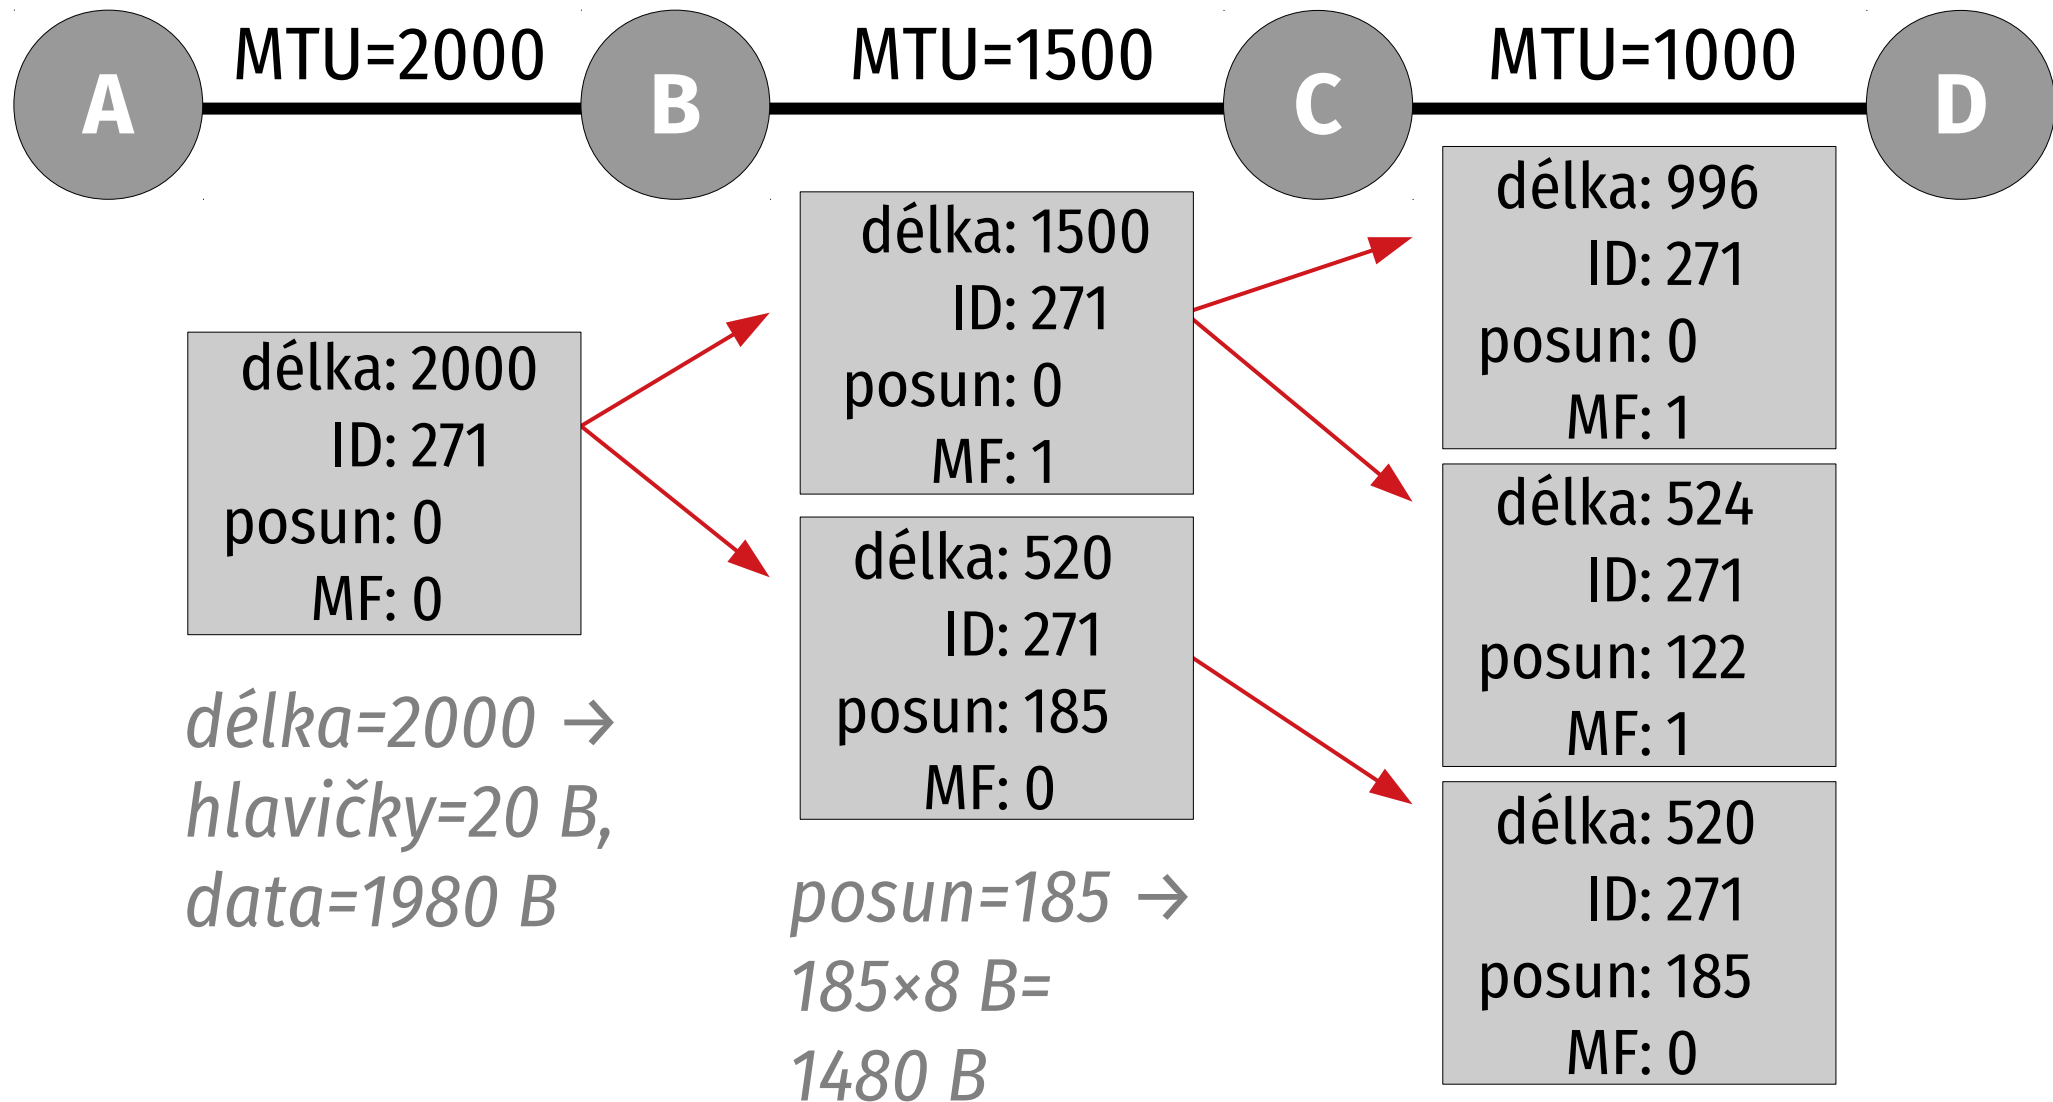 A
MTU=2000
B
MTU=1500
C
MTU=1000
D
délka: 2000
ID: 271
posun: 0
MF: 0
délka=2000 →
hlavičky=20 B,
data=1980 B
délka: 1500
ID: 271
posun: 0
MF: 1
délka: 520
ID: 271
posun: 185
MF: 0
posun=185 →
185×8 B=
1480 B
délka: 996
ID: 271
posun: 0
MF: 1
délka: 524
ID: 271
posun: 122
MF: 1
délka: 520
ID: 271
posun: 185
MF: 0